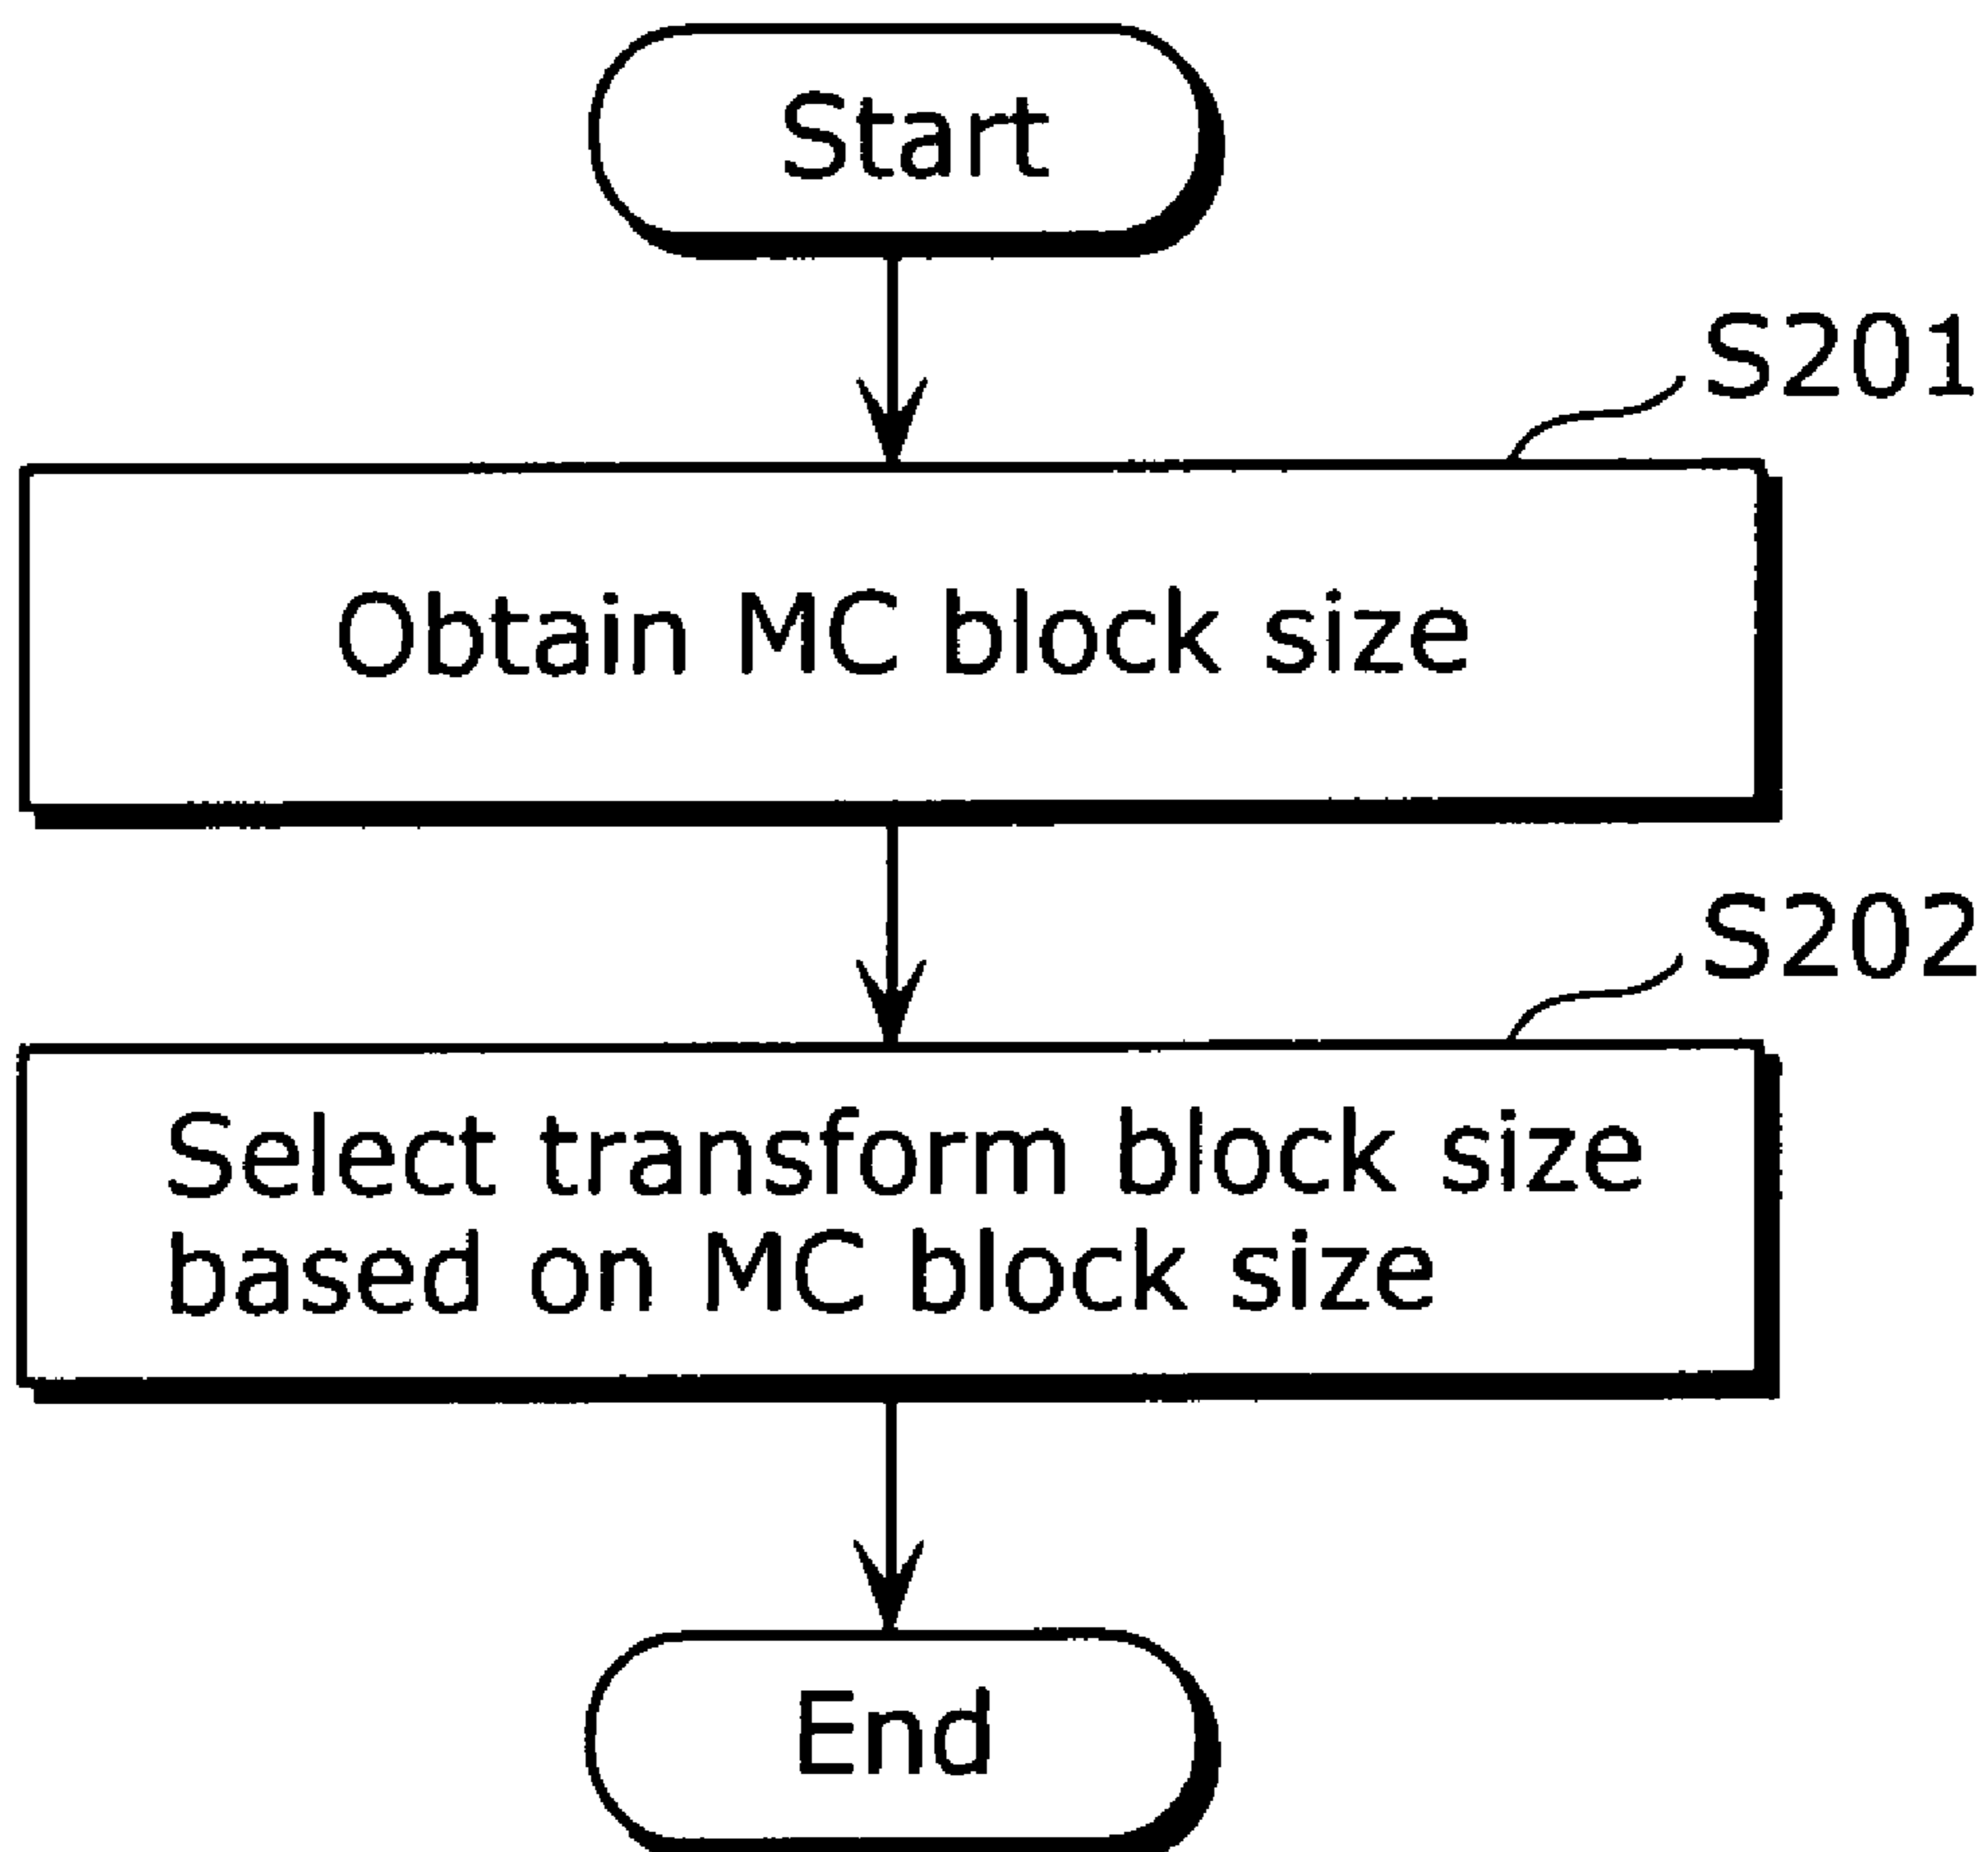 Start
S201
Obtain MC block size
S202
Select transform block size
based on MC block size
End